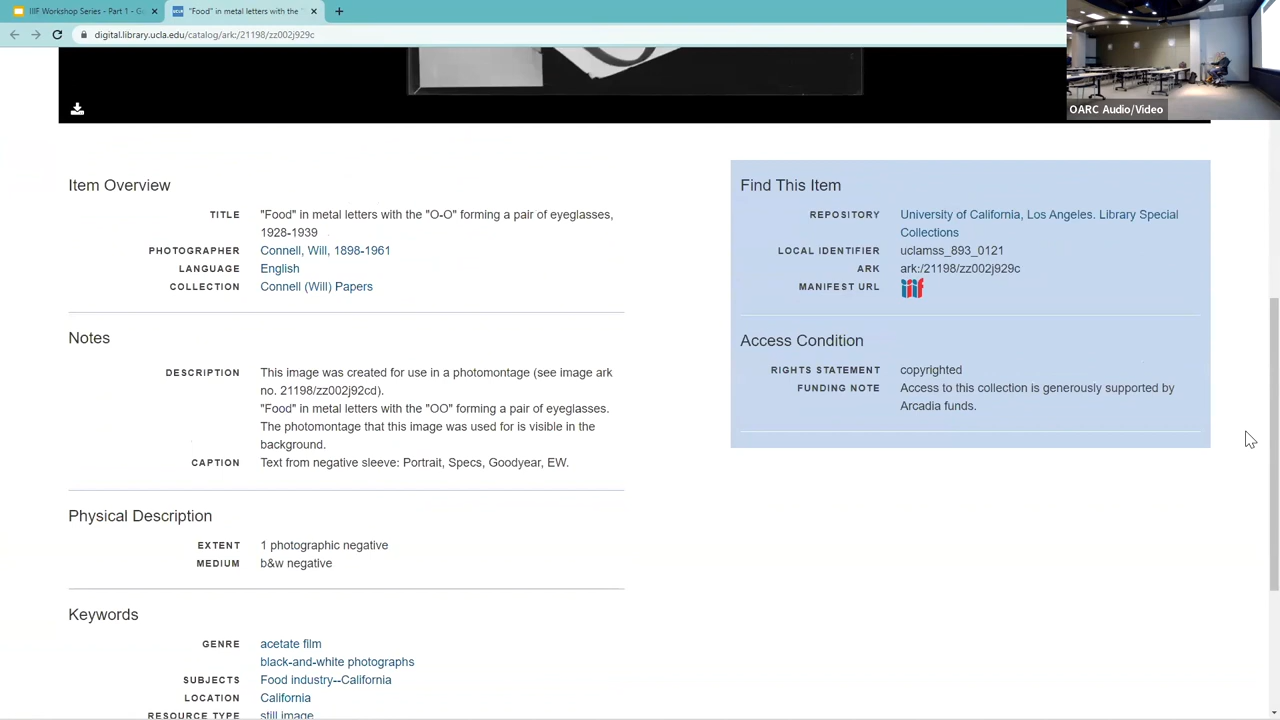 IIIF Workshop Series - Part 1 - G
"Food" in metal letters with the "
digital.library.ucla.edu/catalog/ark:/21198/zz002j929c
OARC Audio/Video
Item Overview
TITLE "Food" in metal letters with the "O-O" forming a pair of eyeglasses,
1928-1939
PHOTOGRAPHER Connell, Will, 1898-1961
LANGUAGE English
COLLECTION Connell (Will) Papers
Notes
DESCRIPTION This image was created for use in a photomontage (see image ark
no. 21198/zz002j92cd).
"Food" in metal letters with the "OO" forming a pair of eyeglasses.
The photomontage that this image was used for is visible in the
background.
CAPTION Text from negative sleeve: Portrait, Specs, Goodyear, EW.
Physical Description
EXTENT 1 photographic negative
MEDIUM b&w negative
Keywords
GENRE acetate film
black-and-white photographs
SUBJECTS Food industry--California
LOCATION California
RESOURCE TYPE still image
Find This Item
REPOSITORY University of California, Los Angeles. Library Special
Collections
LOCAL IDENTIFIER uclamss_893_0121
ARK ark:/21198/zz002j929c
MANIFEST URL iiif
Access Condition
RIGHTS STATEMENT copyrighted
FUNDING NOTE Access to this collection is generously supported by
Arcadia funds.